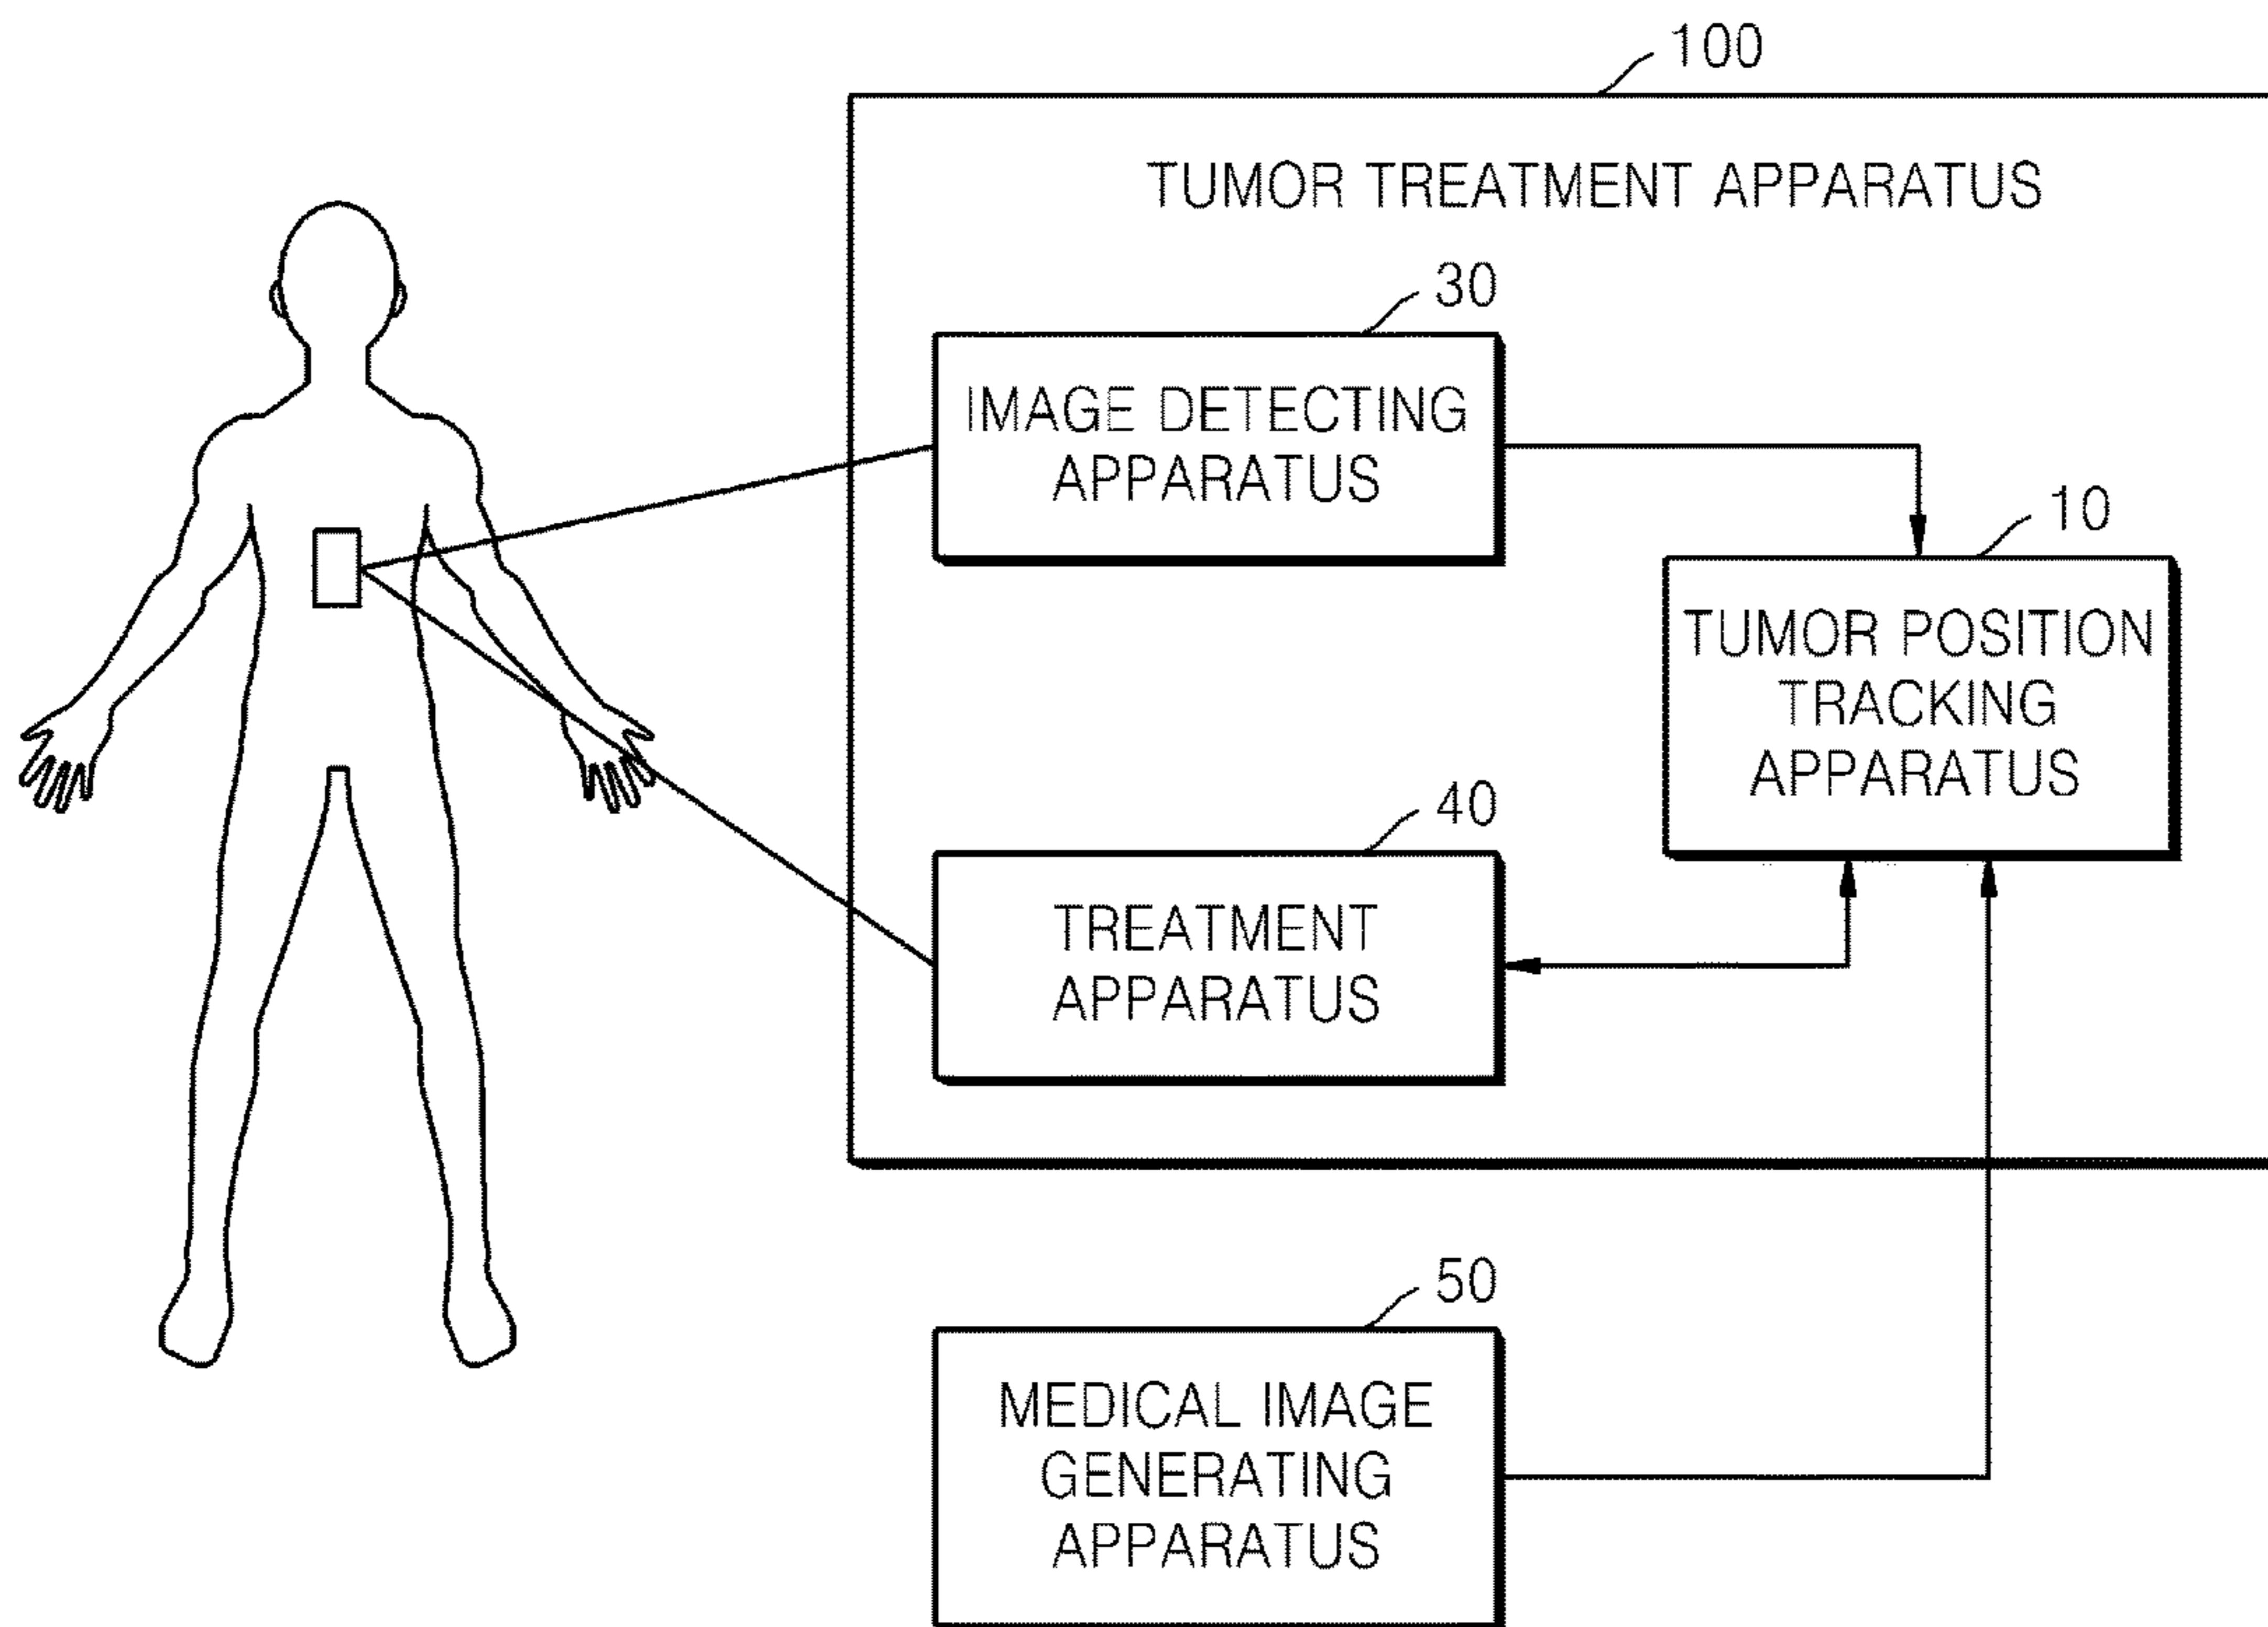 100
TUMOR TREATMENT APPARATUS
30
IMAGE DETECTING
APPARATUS
10
TUMOR POSITION
TRACKING
APPARATUS
40
TREATMENT
APPARATUS
50
MEDICAL IMAGE
GENERATING
APPARATUS